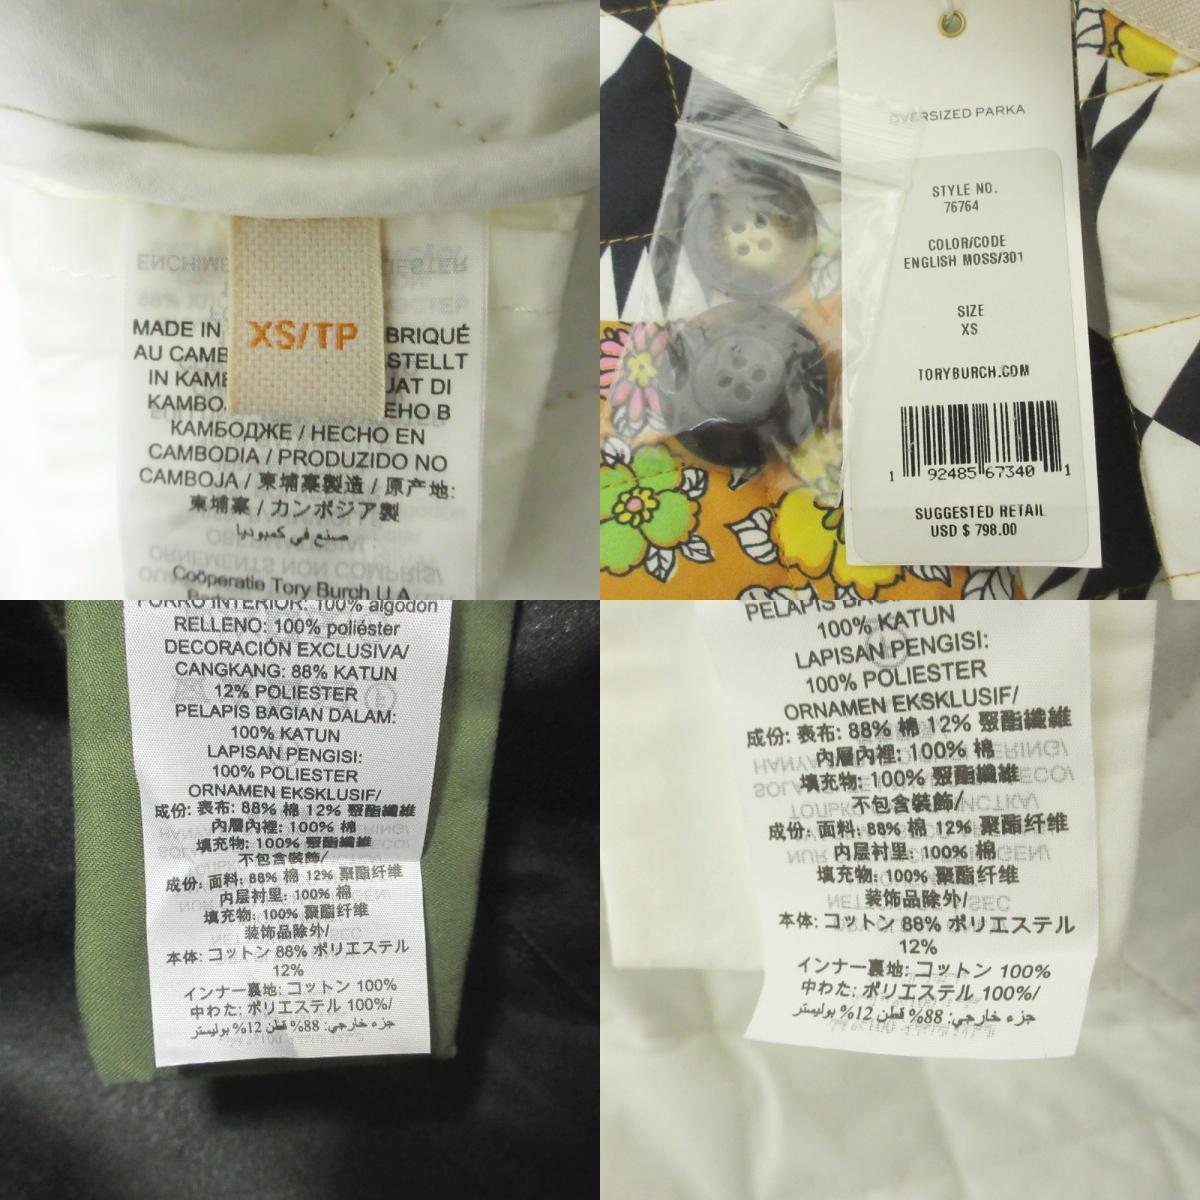 XS/TP
MADE IN BRIQUÉ
AU CAMB STELLT
IN KAM UAT DI
KAMBO EHO B
КАМБОДЖЕ / HECHO EN
CAMBODIA / PRODUZIDO NO
CAMBOJA / 柬埔寨製造 / 原产地:
柬埔寨 / カンボジア製
صنع في كمبوديا
Coöperatie Tory Burch U.A.
OVERSIZED PARKA
STYLE NO.
76764
COLOR/CODE
ENGLISH MOSS/301
SIZE
XS
TORYBURCH.COM
1 92485 67340 1
SUGGESTED RETAIL
USD $ 798.00
FORRO INTERIOR: 100% algodón
RELLENO: 100% poliéster
DECORACIÓN EXCLUSIVA/
CANGKANG: 88% KATUN
12% POLIESTER
PELAPIS BAGIAN DALAM:
100% KATUN
LAPISAN PENGISI:
100% POLIESTER
ORNAMEN EKSKLUSIF/
成份: 表布: 88% 棉 12% 聚酯纖維
內層內裡: 100% 棉
填充物: 100% 聚酯纖維
不包含裝飾/
成份: 面料: 88% 棉 12% 聚酯纤维
内层衬里: 100% 棉
填充物: 100% 聚酯纤维
装饰品除外/
本体: コットン 88% ポリエステル
12%
インナー裏地: コットン 100%
中わた: ポリエステル 100%/
جزء خارجي: 88% قطن 12% بوليستر
PELAPIS
100% KATUN
LAPISAN PENGISI:
100% POLIESTER
ORNAMEN EKSKLUSIF/
成份: 表布: 88% 棉 12% 聚酯纖維
內層內裡: 100% 棉
填充物: 100% 聚酯纖維
不包含裝飾/
成份: 面料: 88% 棉 12% 聚酯纤维
内层衬里: 100% 棉
填充物: 100% 聚酯纤维
装饰品除外/
本体: コットン 88% ポリエステル
12%
インナー裏地: コットン 100%
中わた: ポリエステル 100%/
جزء خارجي: 88% قطن 12% بوليستر